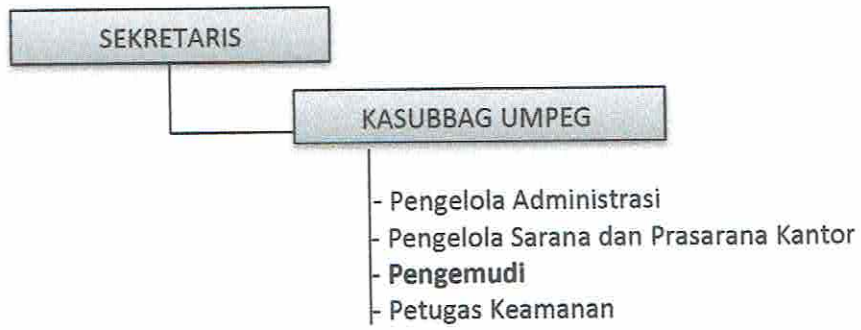 SEKRETARIS
KASUBBAG UMPEG
- Pengelola Administrasi
- Pengelola Sarana dan Prasarana Kantor
- Pengemudi
- Petugas Keamanan